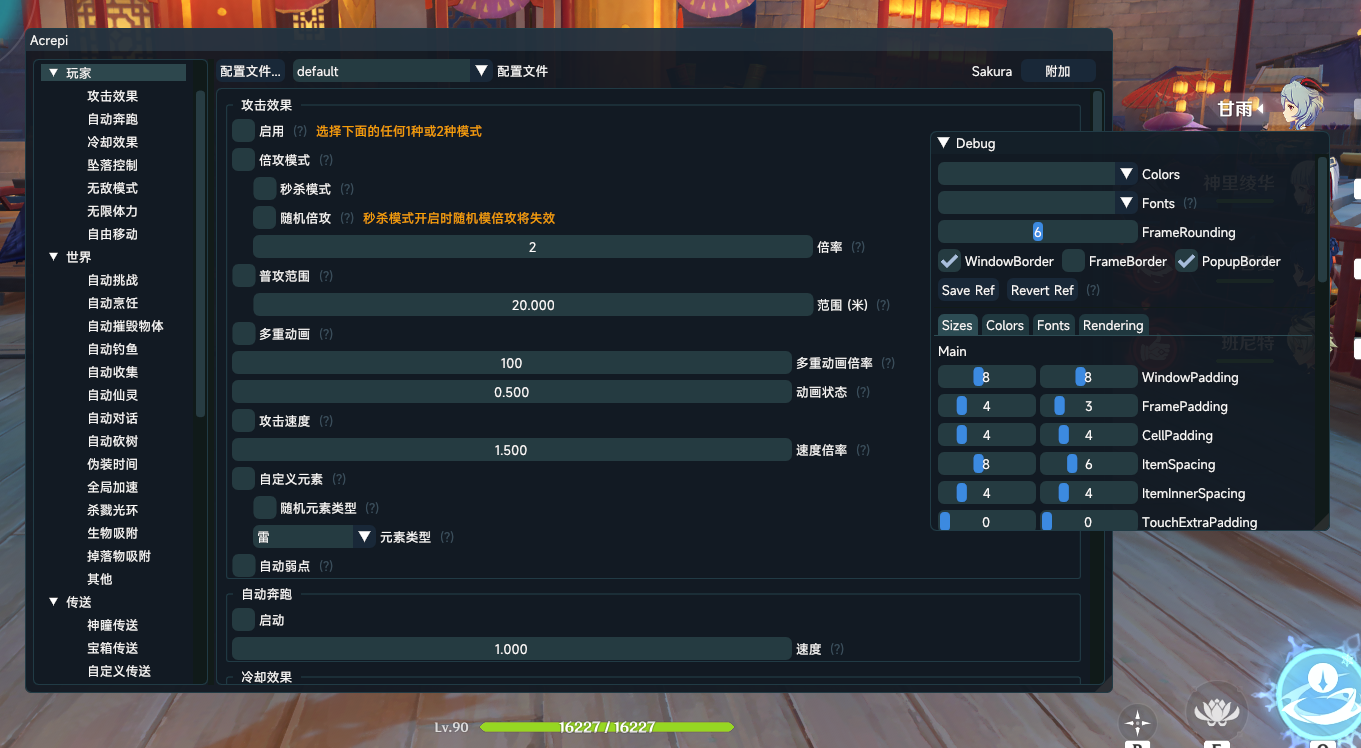 Acrepi
玩家
攻击效果
自动奔跑
冷却效果
坠落控制
无敌模式
无限体力
自由移动
世界
自动挑战
自动烹饪
自动摧毁物体
自动钓鱼
自动收集
自动仙灵
自动对话
自动砍树
伪装时间
全局加速
杀戮光环
生物吸附
掉落物吸附
其他
传送
神瞳传送
宝箱传送
自定义传送
配置文件... default 配置文件 Sakura 附加
攻击效果
启用 (?) 选择下面的任何1种或2种模式
倍攻模式 (?)
秒杀模式 (?)
随机倍攻 (?) 秒杀模式开启时随机模倍攻将失效
2 倍率 (?)
普攻范围 (?)
20.000 范围 (米) (?)
多重动画 (?)
100 多重动画倍率 (?)
0.500 动画状态 (?)
攻击速度 (?)
1.500 速度倍率 (?)
自定义元素 (?)
随机元素类型 (?)
雷 元素类型 (?)
自动弱点 (?)
自动奔跑
启动
1.000 速度 (?)
冷却效果
甘雨
神里绫华
班尼特
Debug
Colors
Fonts (?)
6 FrameRounding
WindowBorder FrameBorder PopupBorder
Save Ref Revert Ref (?)
Sizes Colors Fonts Rendering
Main
8 8 WindowPadding
4 3 FramePadding
4 4 CellPadding
8 6 ItemSpacing
4 4 ItemInnerSpacing
0 0 TouchExtraPadding
Lv.90 16227 / 16227